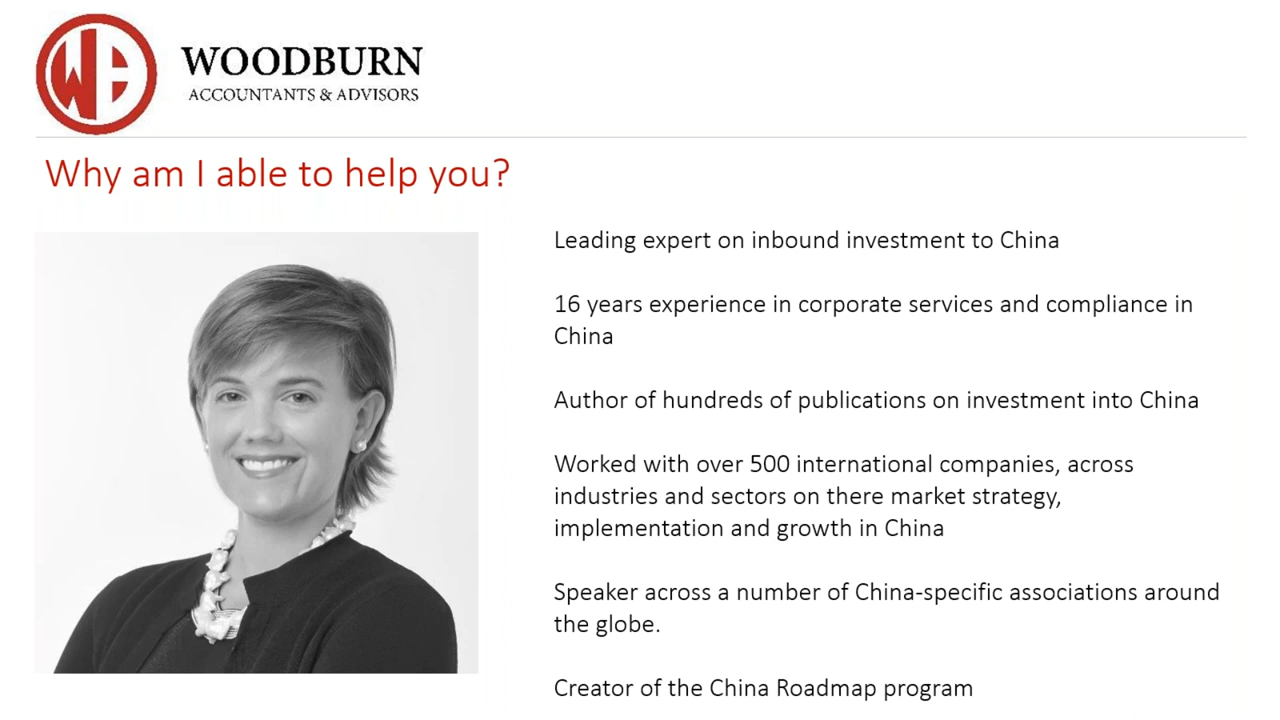 WB
WOODBURN
ACCOUNTANTS & ADVISORS
Why am I able to help you?
Leading expert on inbound investment to China
16 years experience in corporate services and compliance in
China
Author of hundreds of publications on investment into China
Worked with over 500 international companies, across
industries and sectors on there market strategy,
implementation and growth in China
Speaker across a number of China-specific associations around
the globe.
Creator of the China Roadmap program